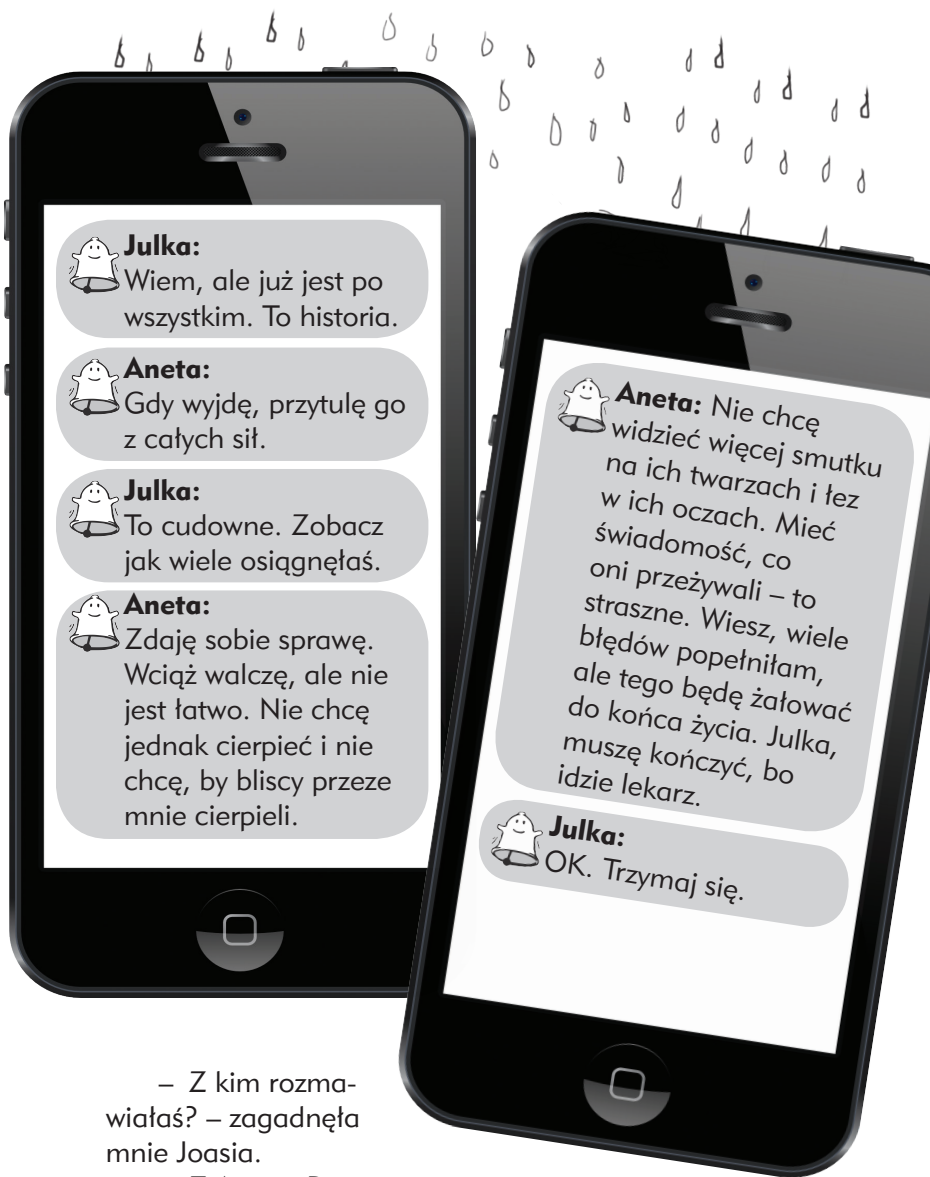 Julka:
Wiem, ale już jest po
wszystkim. To historia.
Aneta:
Gdy wyjdę, przytulę go
z całych sił.
Julka:
To cudowne. Zobacz
jak wiele osiągnęłaś.
Aneta:
Zdaję sobie sprawę.
Wciąż walczę, ale nie
jest łatwo. Nie chcę
jednak cierpieć i nie
chcę, by bliscy przeze
mnie cierpieli.
Aneta: Nie chcę
widzieć więcej smutku
na ich twarzach i łez
w ich oczach. Mieć
świadomość, co
oni przeżywali – to
straszne. Wiesz, wiele
błędów popełniłam,
ale tego będę żałować
do końca życia. Julka,
muszę kończyć, bo
idzie lekarz.
Julka:
OK. Trzymaj się.
– Z kim rozma-
wiałaś? – zagadnęła
mnie Joasia.